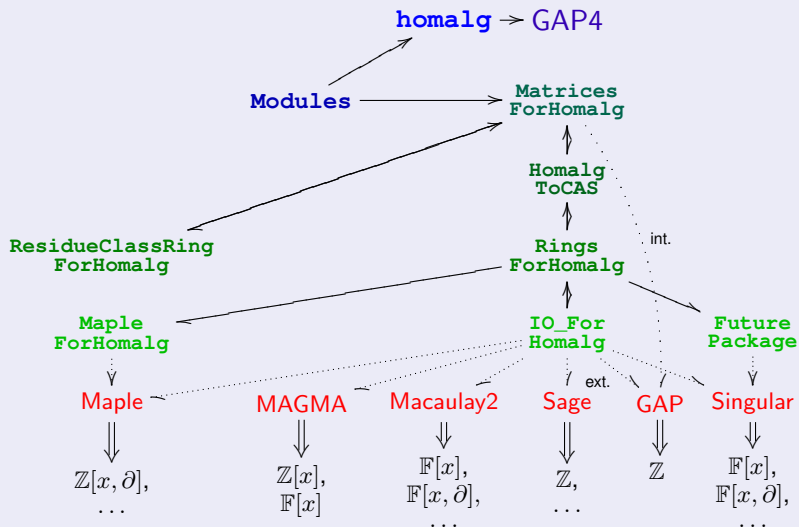 homalg GAP4
Modules
Matrices
ForHomalg
Homalg
ToCAS
ResidueClassRing
ForHomalg
Rings
ForHomalg
int.
Maple
ForHomalg
IO_For
Homalg
Future
Package
ext.
Maple MAGMA Macaulay2 Sage GAP Singular
ℤ[x, ∂],
...
ℤ[x],
𝔽[x]
𝔽[x],
𝔽[x, ∂],
...
ℤ,
...
ℤ
𝔽[x],
𝔽[x, ∂],
...